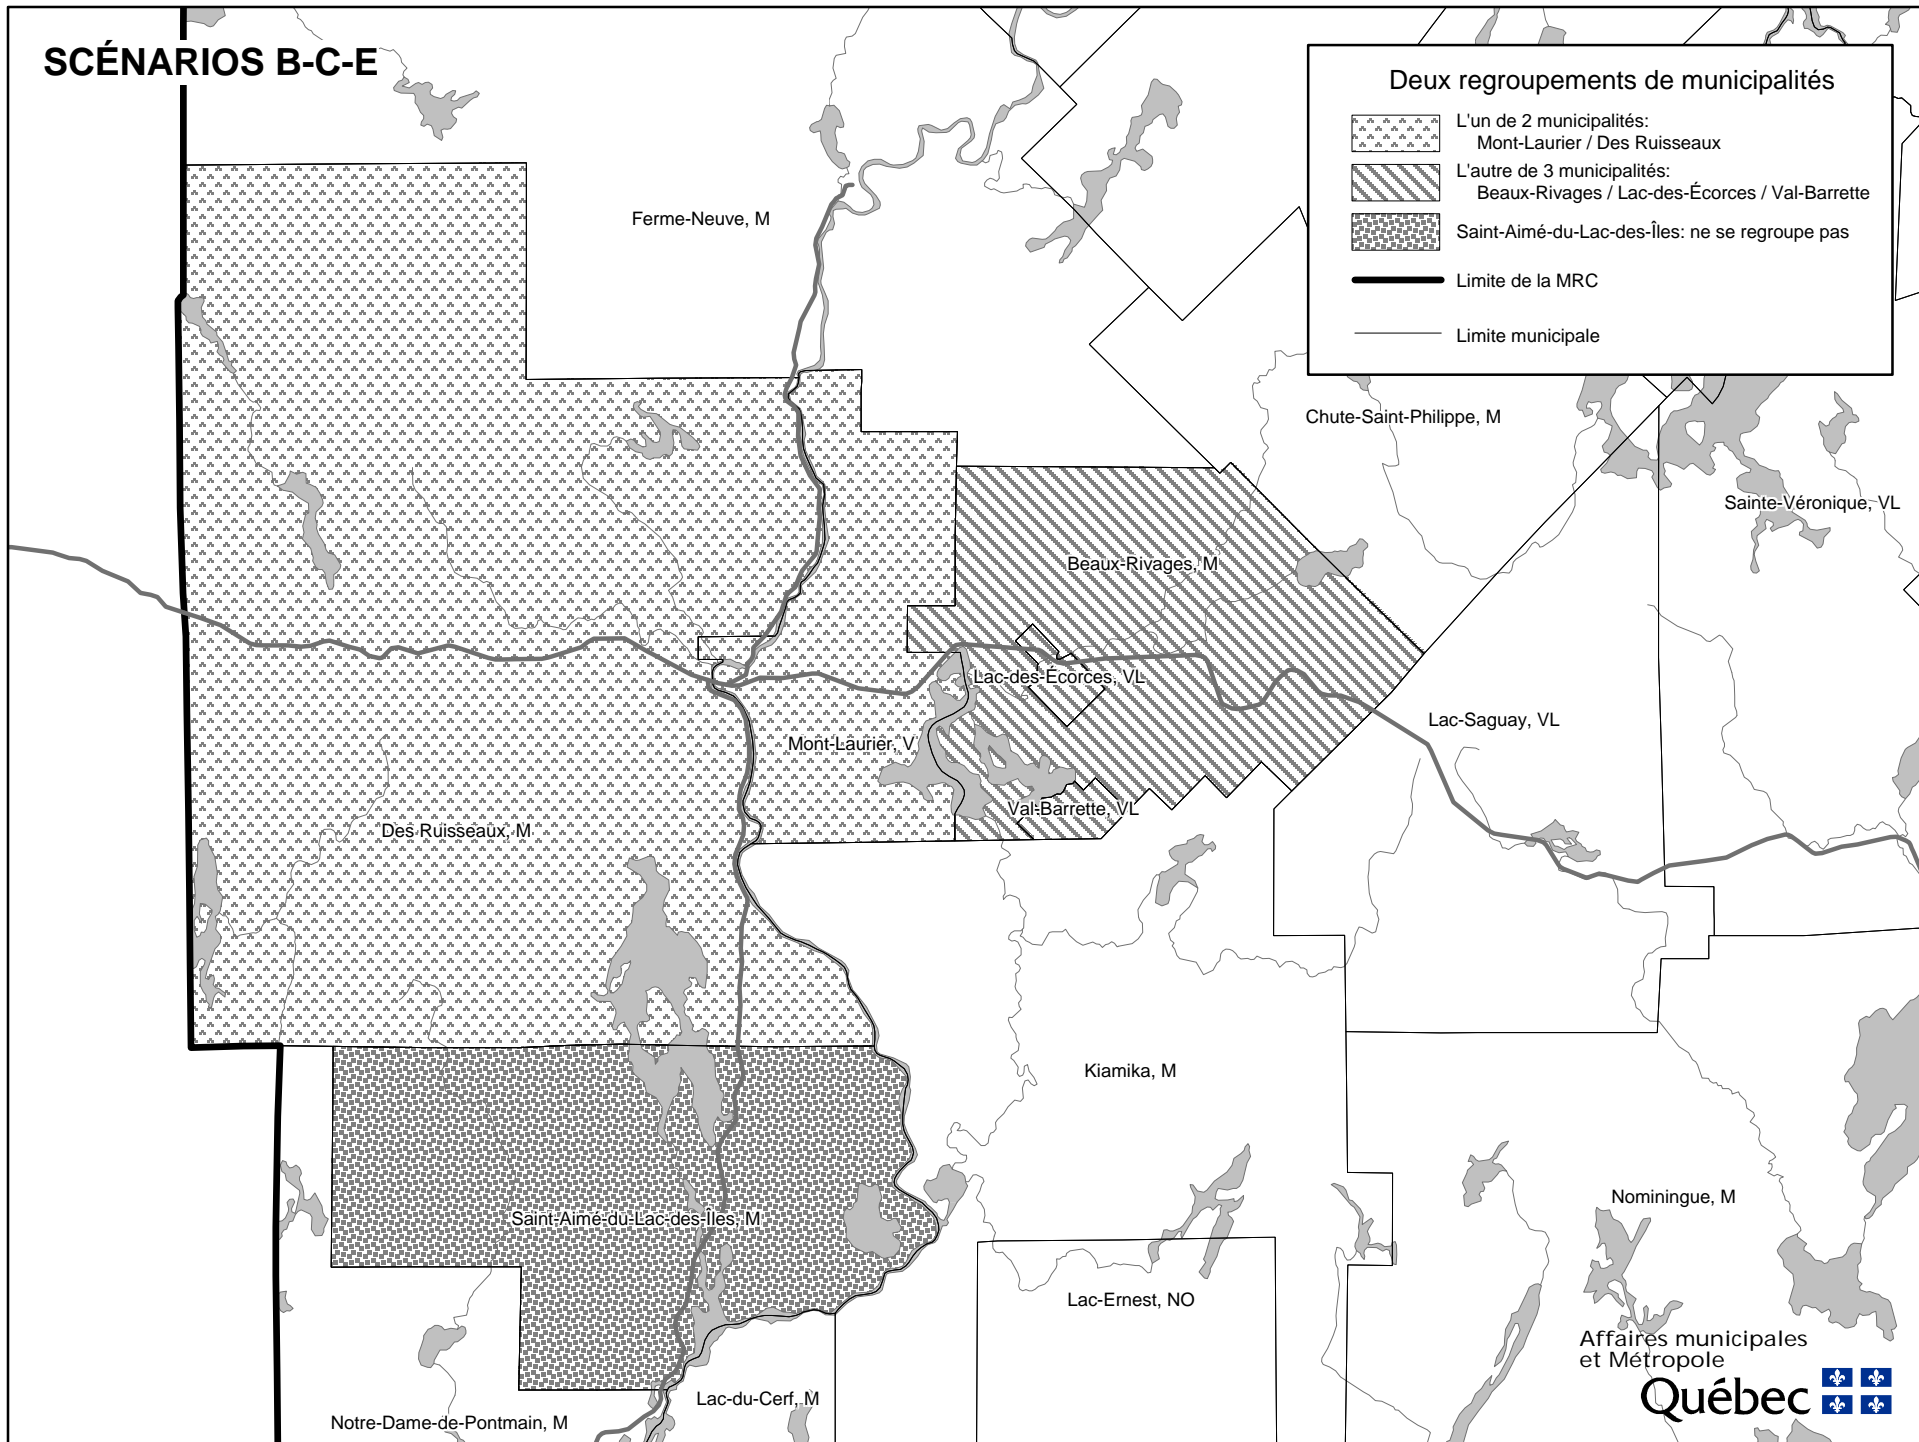 SCÉNARIOS B-C-E
Deux regroupements de municipalités
L'un de 2 municipalités:
Mont-Laurier / Des Ruisseaux
L'autre de 3 municipalités:
Beaux-Rivages / Lac-des-Écorces / Val-Barrette
Saint-Aimé-du-Lac-des-Îles: ne se regroupe pas
Limite de la MRC
Limite municipale
Ferme-Neuve, M
Chute-Saint-Philippe, M
Sainte-Véronique, VL
Beaux-Rivages, M
Lac-des-Écorces, VL
Lac-Saguay, VL
Mont-Laurier, V
Val-Barrette, VL
Des Ruisseaux, M
Kiamika, M
Nominingue, M
Saint-Aimé-du-Lac-des-Îles, M
Lac-Ernest, NO
Lac-du-Cerf, M
Notre-Dame-de-Pontmain, M
Affaires municipales
et Métropole
Québec